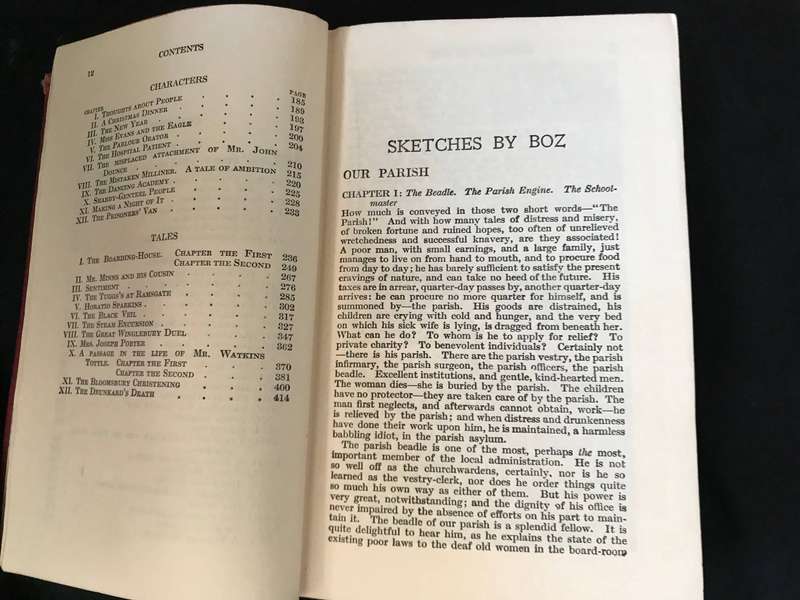 12
CONTENTS
CHARACTERS
CHAPTER PAGE
I. THOUGHTS ABOUT PEOPLE . . . . 185
II. A CHRISTMAS DINNER . . . . 189
III. THE NEW YEAR . . . . 193
IV. MISS EVANS AND THE EAGLE . . . . 197
V. THE PARLOUR ORATOR . . . . 200
VI. THE HOSPITAL PATIENT . . . . 204
VII. THE MISPLACED ATTACHMENT OF MR. JOHN
DOUNCE . . . . 210
VIII. THE MISTAKEN MILLINER. A TALE OF AMBITION 215
IX. THE DANCING ACADEMY . . . . 220
X. SHABBY-GENTEEL PEOPLE . . . . 225
XI. MAKING A NIGHT OF IT . . . . 228
XII. THE PRISONERS' VAN . . . . 233
TALES
I. THE BOARDING-HOUSE. CHAPTER THE FIRST 236
CHAPTER THE SECOND 249
II. MR. MINNS AND HIS COUSIN . . . . 267
III. SENTIMENT . . . . 276
IV. THE TUGGS'S AT RAMSGATE . . . . 285
V. HORATIO SPARKINS . . . . 302
VI. THE BLACK VEIL . . . . 317
VII. THE STEAM EXCURSION . . . . 327
VIII. THE GREAT WINGLEBURY DUEL . . . . 347
IX. MRS. JOSEPH PORTER . . . . 362
X. A PASSAGE IN THE LIFE OF MR. WATKINS
TOTTLE. CHAPTER THE FIRST . . 370
CHAPTER THE SECOND . . 381
XI. THE BLOOMSBURY CHRISTENING . . . . 400
XII. THE DRUNKARD'S DEATH . . . . 414
SKETCHES BY BOZ
OUR PARISH
CHAPTER I: The Beadle. The Parish Engine. The School-
master
How much is conveyed in those two short words—"The
Parish!" And with how many tales of distress and misery,
of broken fortune and ruined hopes, too often of unrelieved
wretchedness and successful knavery, are they associated!
A poor man, with small earnings, and a large family, just
manages to live on from hand to mouth, and to procure food
from day to day; he has barely sufficient to satisfy the present
cravings of nature, and can take no heed of the future. His
taxes are in arrear, quarter-day passes by, another quarter-day
arrives: he can procure no more quarter for himself, and is
summoned by—the parish. His goods are distrained, his
children are crying with cold and hunger, and the very bed
on which his sick wife is lying, is dragged from beneath her.
What can he do? To whom is he to apply for relief? To
private charity? To benevolent individuals? Certainly not
—there is his parish. There are the parish vestry, the parish
infirmary, the parish surgeon, the parish officers, the parish
beadle. Excellent institutions, and gentle, kind-hearted men.
The woman dies—she is buried by the parish. The children
have no protector—they are taken care of by the parish. The
man first neglects, and afterwards cannot obtain, work—he
is relieved by the parish; and when distress and drunkenness
have done their work upon him, he is maintained, a harmless
babbling idiot, in the parish asylum.
The parish beadle is one of the most, perhaps the most,
important member of the local administration. He is not
so well off as the churchwardens, certainly, nor is he so
learned as the vestry-clerk, nor does he order things quite
so much his own way as either of them. But his power is
very great, notwithstanding; and the dignity of his office is
never impaired by the absence of efforts on his part to main-
tain it. The beadle of our parish is a splendid fellow. It is
quite delightful to hear him, as he explains the state of the
existing poor laws to the deaf old women in the board-room